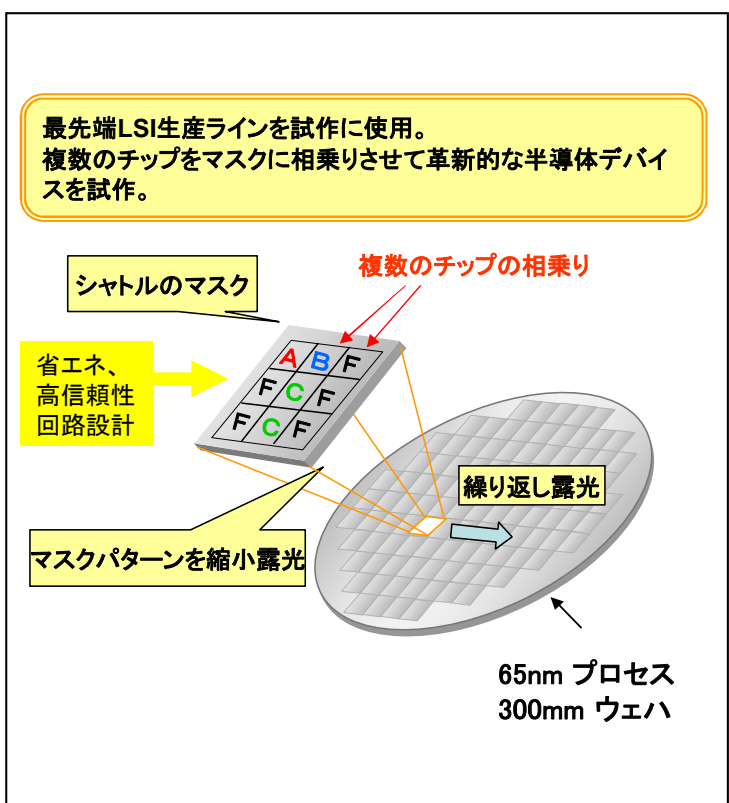 最先端LSI生産ラインを試作に使用。
複数のチップをマスクに相乗りさせて革新的な半導体デバイ
スを試作。
シャトルのマスク
複数のチップの相乗り
省エネ、
高信頼性
回路設計
A B F
F C F
F C F
繰り返し露光
マスクパターンを縮小露光
65nm プロセス
300mm ウェハ